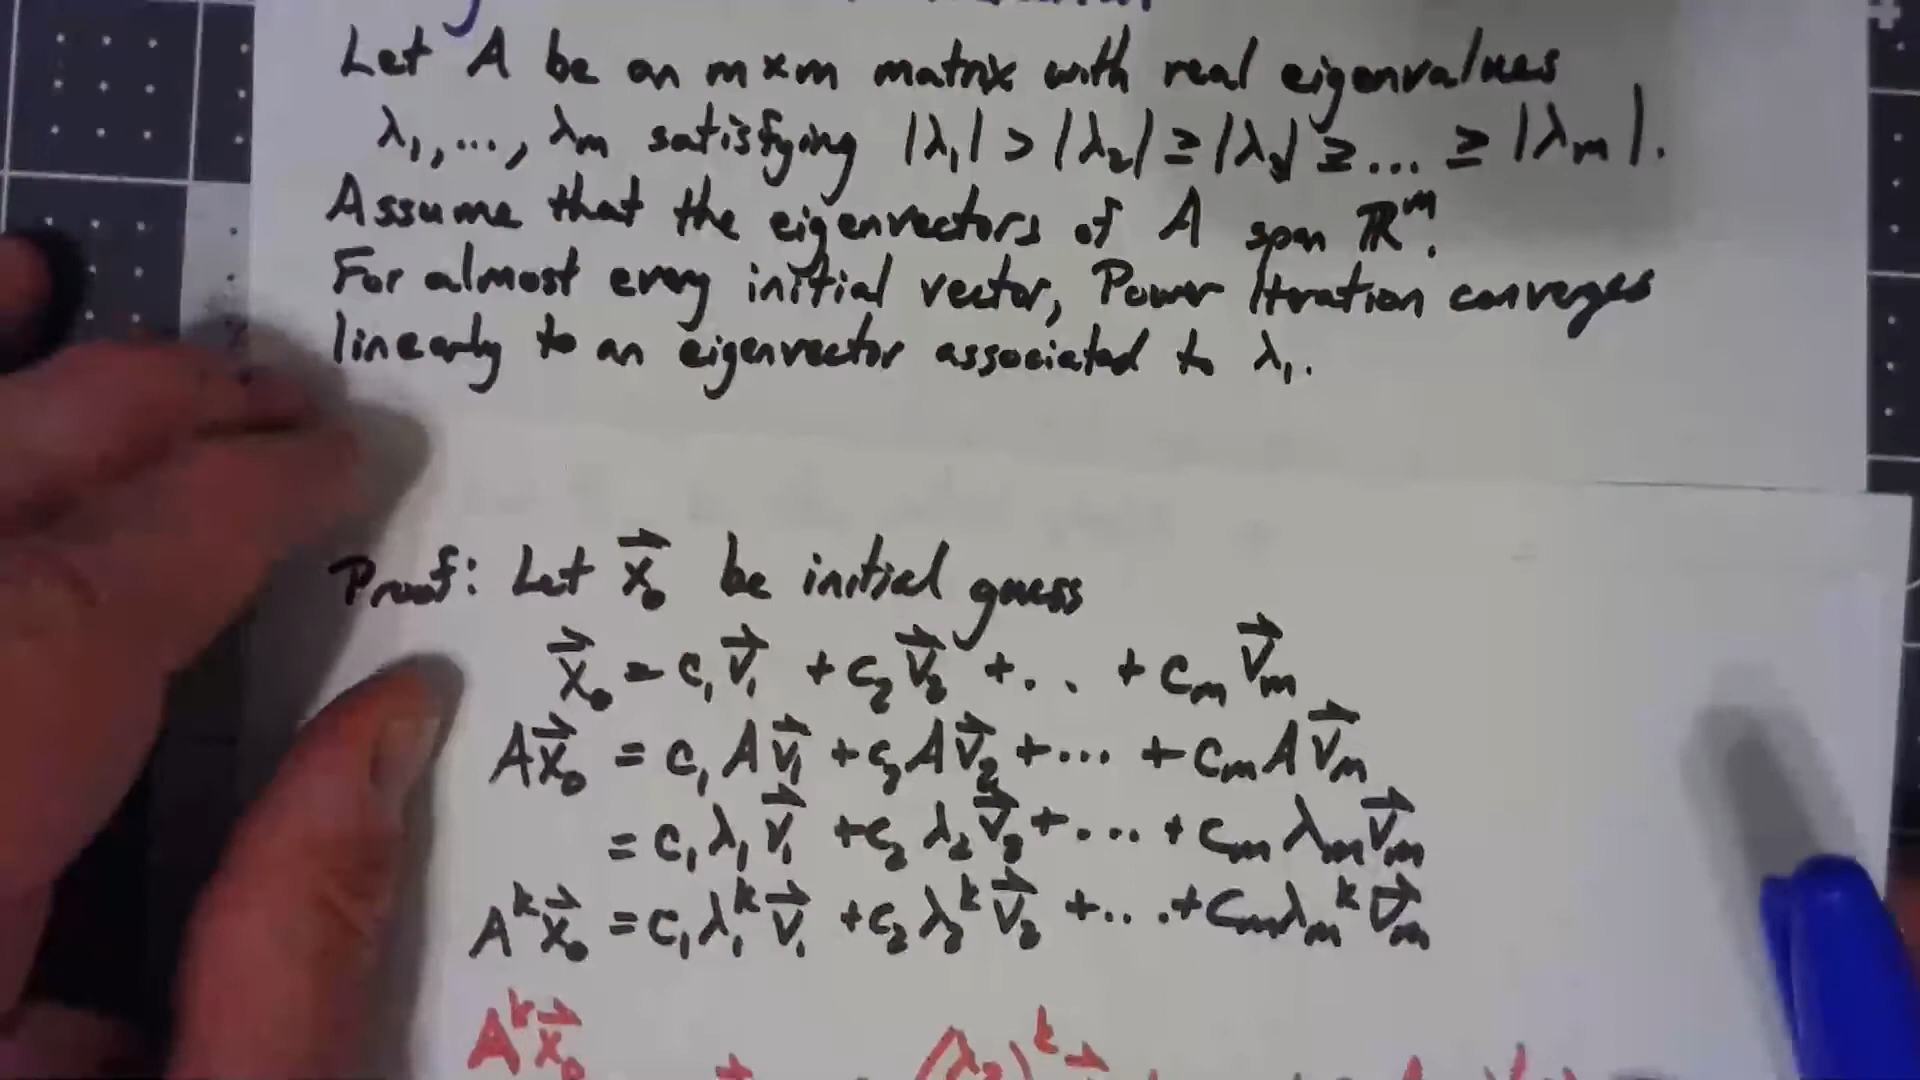 Let A be an m×m matrix with real eigenvalues
λ₁,..., λₘ satisfying |λ₁| > |λ₂| ≥ |λ₃| ≥ ... ≥ |λₘ|.
Assume that the eigenvectors of A span ℝᵐ.
For almost every initial vector, Power Iteration converges
linearly to an eigenvector associated to λ₁.
Proof: Let x⃗₀ be initial guess
x⃗₀ = c₁v⃗₁ + c₂v⃗₂ + ... + cₘv⃗ₘ
Ax⃗₀ = c₁Av⃗₁ + c₂Av⃗₂ + ... + cₘAv⃗ₘ
= c₁λ₁v⃗₁ + c₂λ₂v⃗₂ + ... + cₘλₘv⃗ₘ
Aᵏx⃗₀ = c₁λ₁ᵏv⃗₁ + c₂λ₂ᵏv⃗₂ + ... + cₘλₘᵏv⃗ₘ
Aᵏx⃗₀ (λ₂)ᵏ